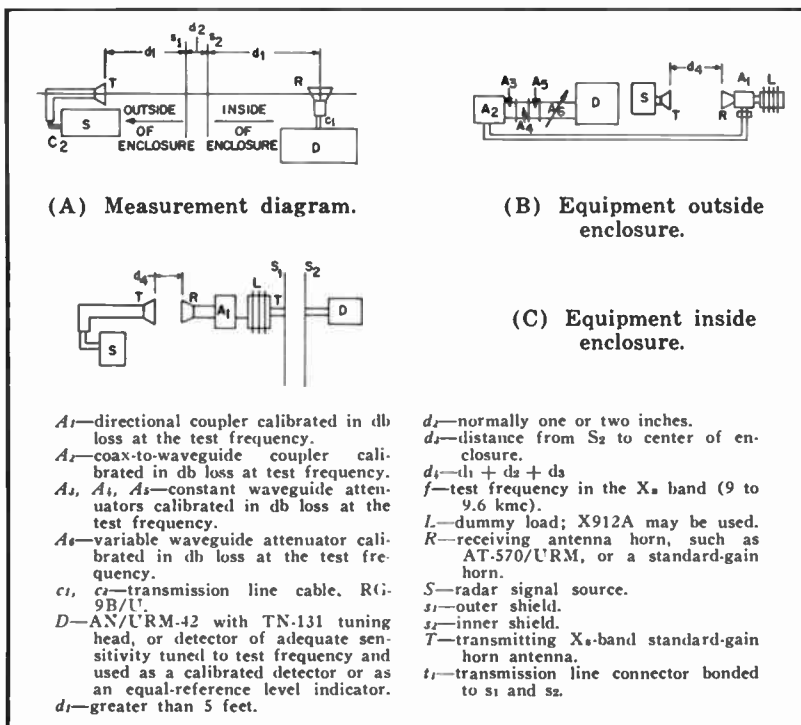 d1 s1 d2 s2 d1
T R
C2 S OUTSIDE OF ENCLOSURE INSIDE OF ENCLOSURE c1 D
(A) Measurement diagram.
A3 A5 d4 A1 L
A2 A4 A6 D S T R
(B) Equipment outside
enclosure.
d4 T R L T S1 S2
S A1 D
(C) Equipment inside
enclosure.
A1—directional coupler calibrated in db
loss at the test frequency.
A2—coax-to-waveguide coupler cali-
brated in db loss at test frequency.
A3, A4, A5—constant waveguide atten-
uators calibrated in db loss at the
test frequency.
A6—variable waveguide attenuator cali-
brated in db loss at the test fre-
quency.
c1, c2—transmission line cable, RG-
9B/U.
D—AN/URM-42 with TN-131 tuning
head, or detector of adequate sen-
sitivity tuned to test frequency and
used as a calibrated detector or as
an equal-reference level indicator.
d1—greater than 5 feet.
d2—normally one or two inches.
d3—distance from S2 to center of en-
closure.
d4—d1 + d2 + d3
f—test frequency in the XB band (9 to
9.6 kmc).
L—dummy load; X912A may be used.
R—receiving antenna horn, such as
AT-570/URM, or a standard-gain
horn.
S—radar signal source.
s1—outer shield.
s2—inner shield.
T—transmitting XB-band standard-gain
horn antenna.
t1—transmission line connector bonded
to s1 and s2.